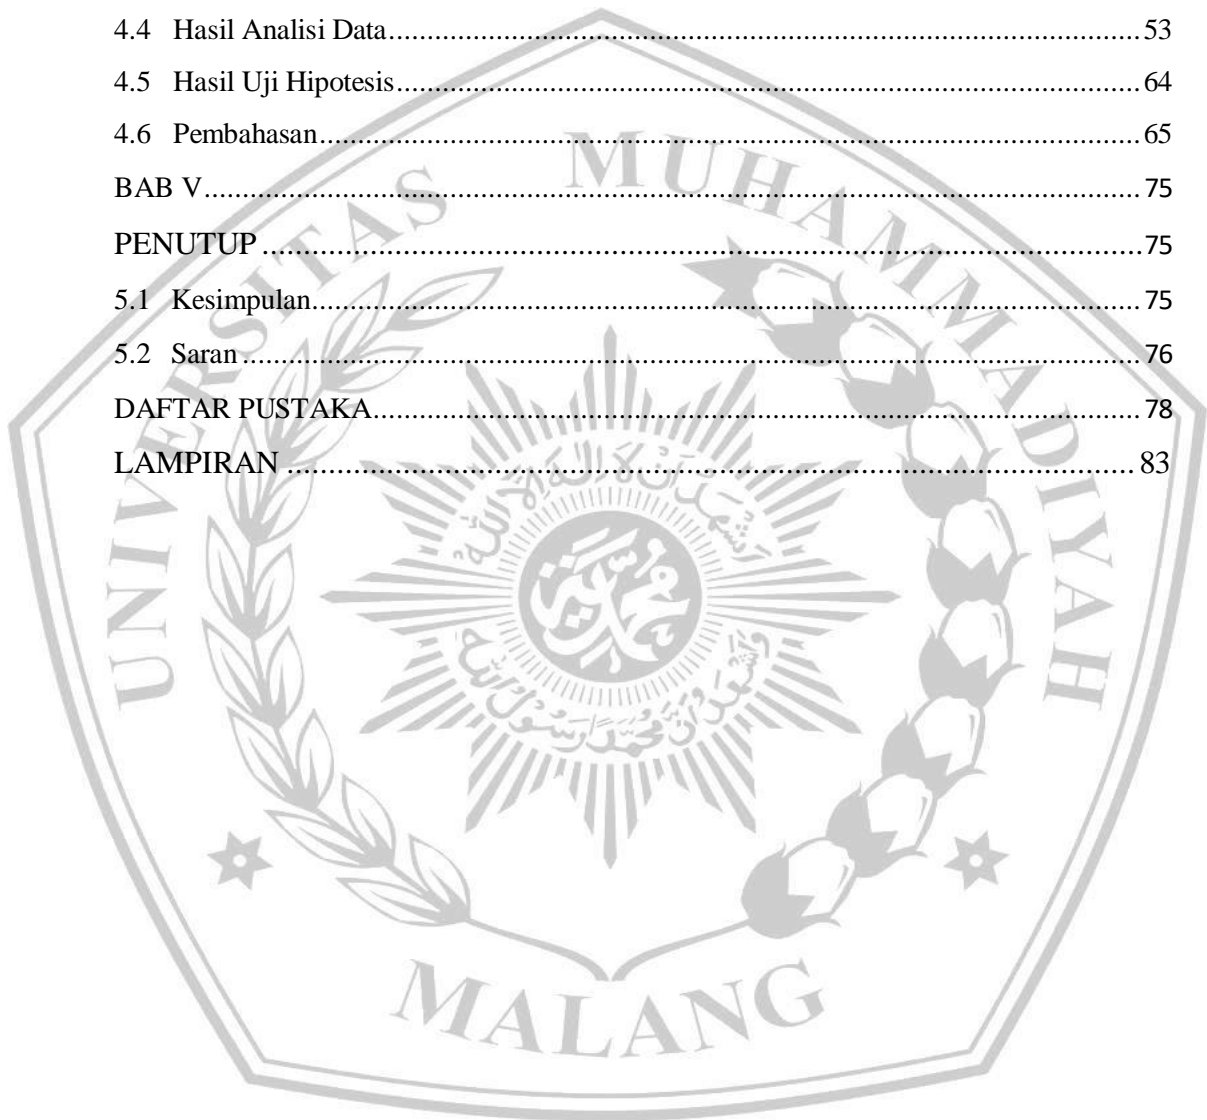 4.4 Hasil Analisi Data........................................................................................53
4.5 Hasil Uji Hipotesis......................................................................................64
4.6 Pembahasan................................................................................................65
BAB V...............................................................................................................75
PENUTUP.........................................................................................................75
5.1 Kesimpulan.................................................................................................75
5.2 Saran...........................................................................................................76
DAFTAR PUSTAKA.........................................................................................78
LAMPIRAN......................................................................................................83
UNIVERSITAS MUHAMMADIYAH
MALANG